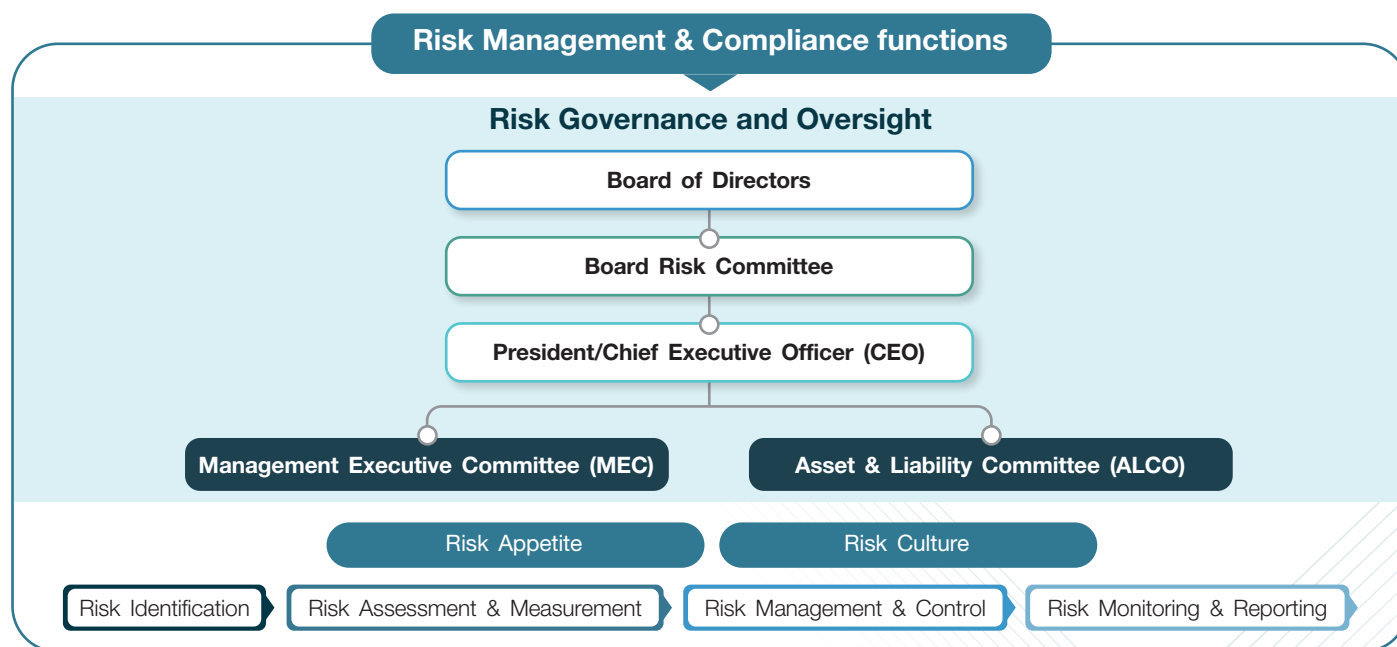 Risk Management & Compliance functions
Risk Governance and Oversight
Board of Directors
Board Risk Committee
President/Chief Executive Officer (CEO)
Management Executive Committee (MEC)
Asset & Liability Committee (ALCO)
Risk Appetite
Risk Culture
Risk Identification
Risk Assessment & Measurement
Risk Management & Control
Risk Monitoring & Reporting